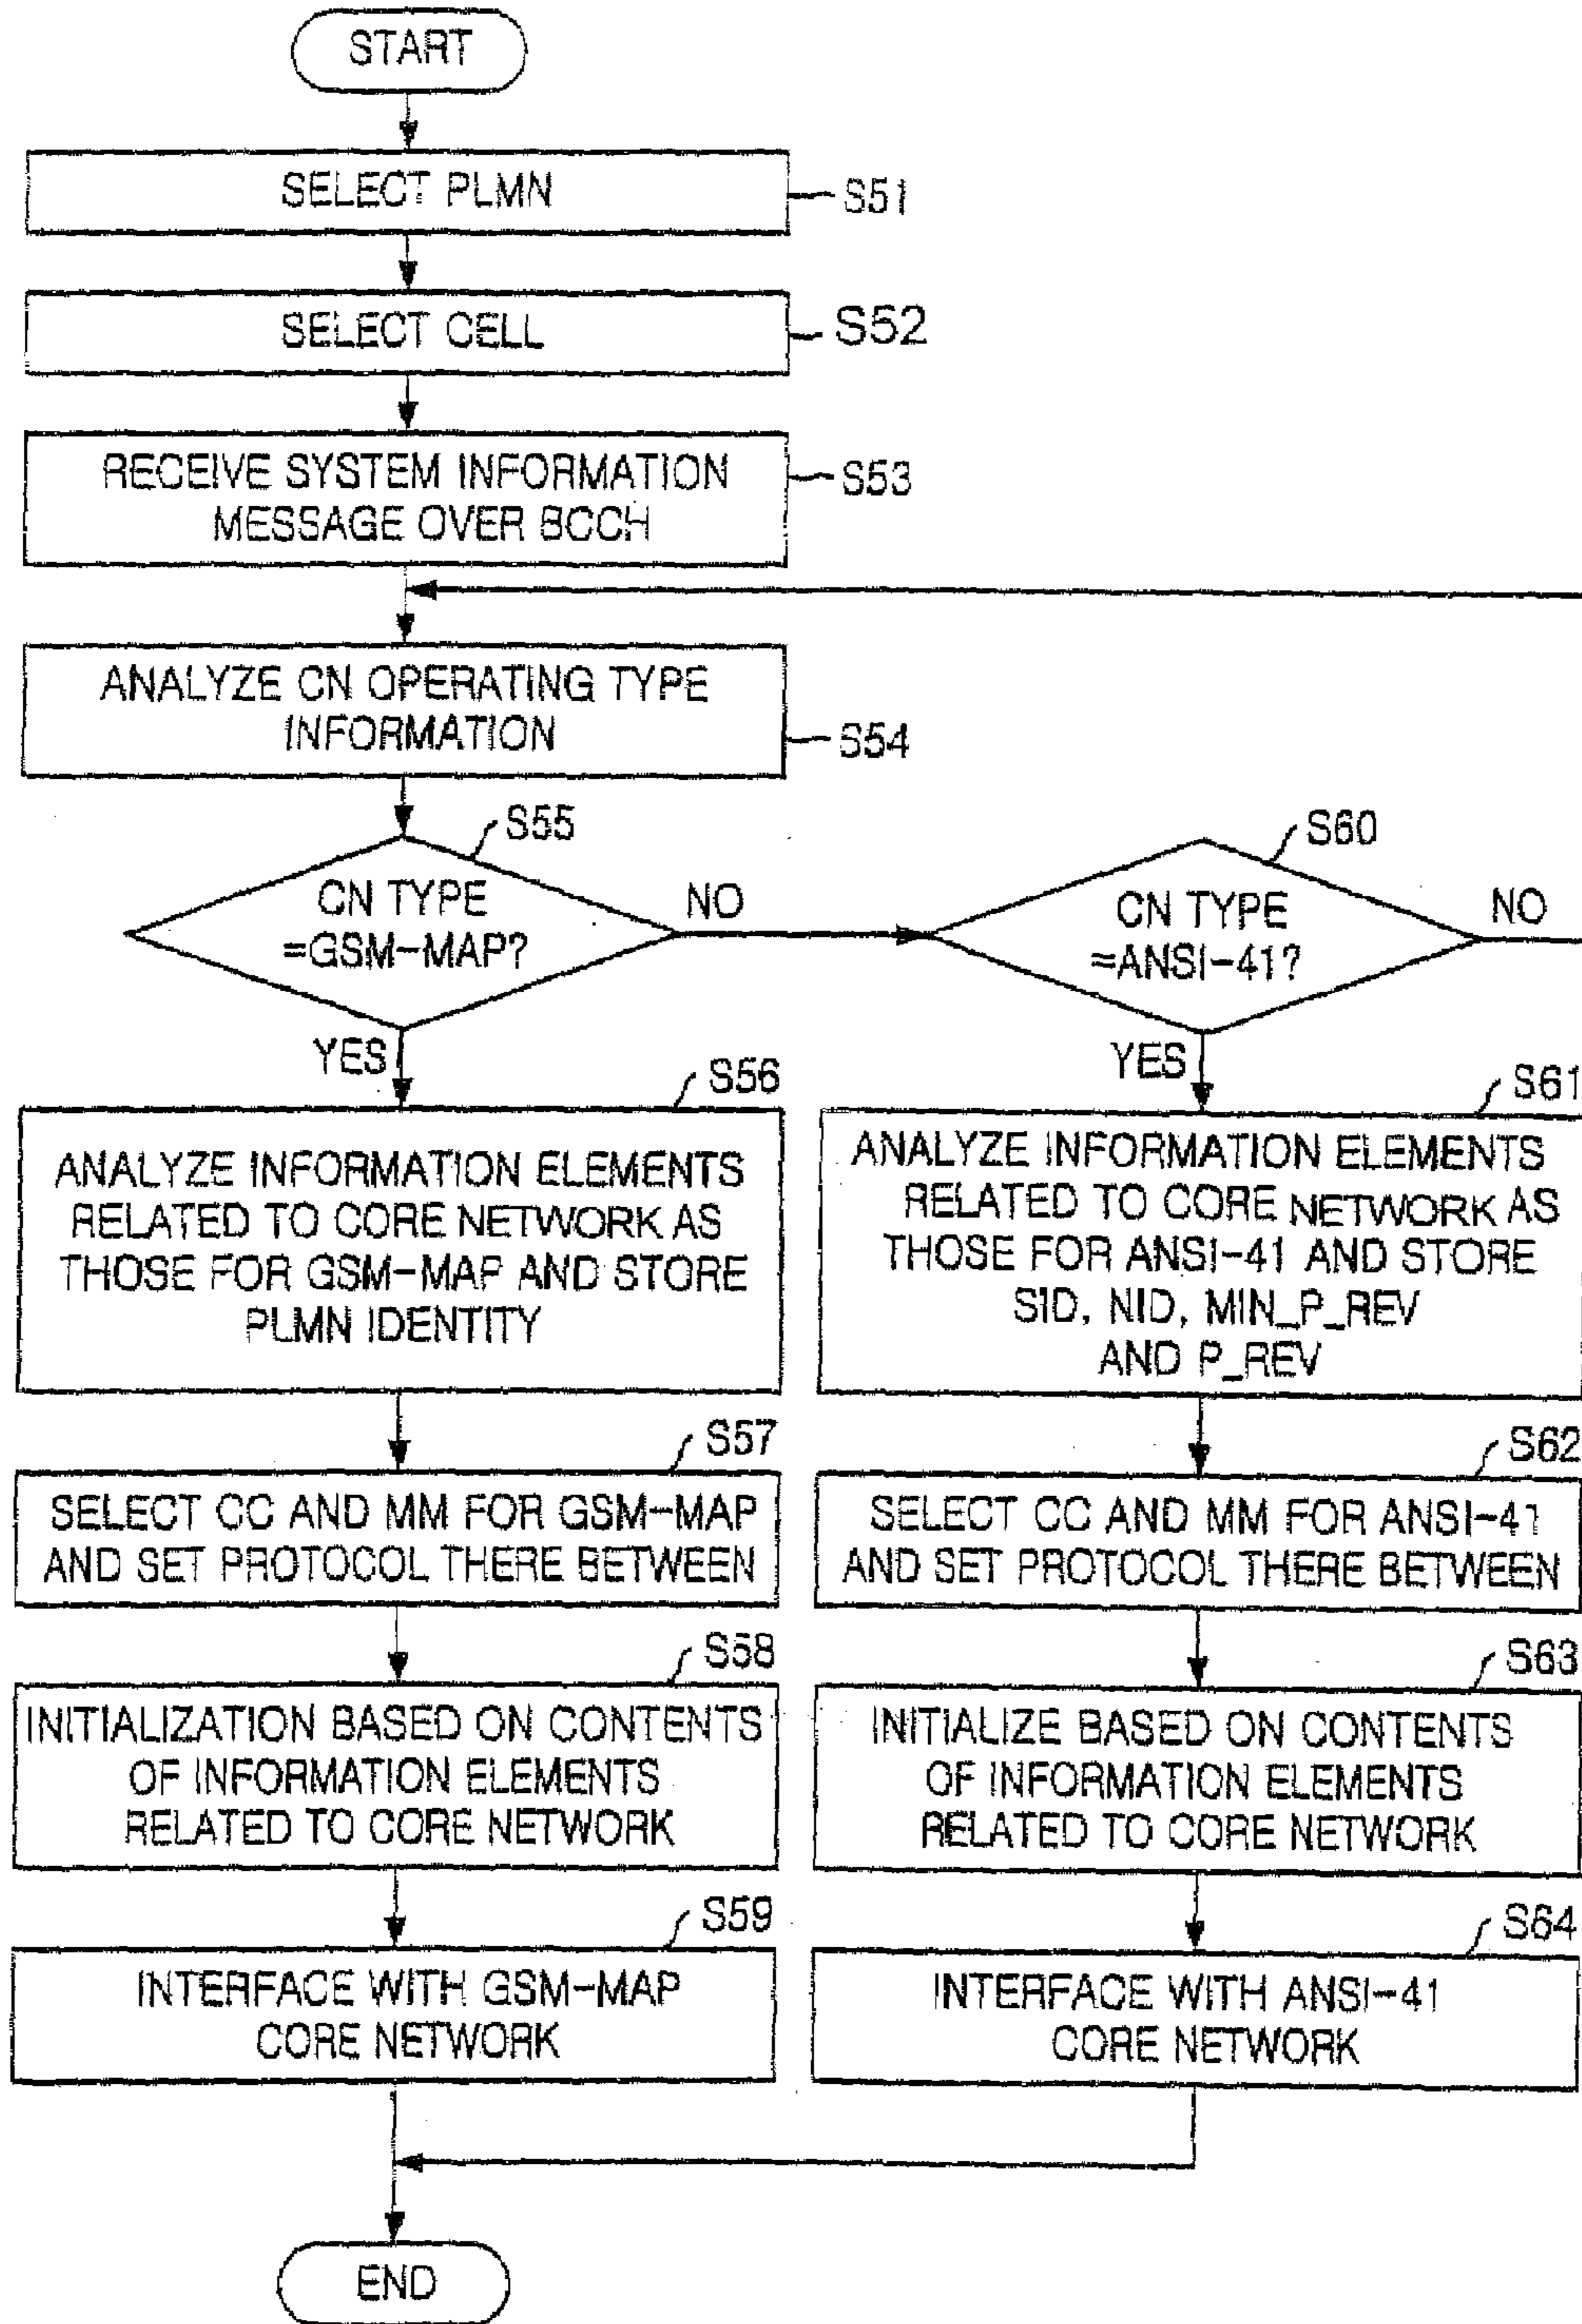 START
SELECT PLMN
S51
SELECT CELL
S52
RECEIVE SYSTEM INFORMATION
MESSAGE OVER BCCH
S53
ANALYZE CN OPERATING TYPE
INFORMATION
S54
S55
CN TYPE
=GSM-MAP?
NO
YES
S60
CN TYPE
=ANSI-41?
NO
YES
S56
ANALYZE INFORMATION ELEMENTS
RELATED TO CORE NETWORK AS
THOSE FOR GSM-MAP AND STORE
PLMN IDENTITY
S61
ANALYZE INFORMATION ELEMENTS
RELATED TO CORE NETWORK AS
THOSE FOR ANSI-41 AND STORE
SID, NID, MIN_P_REV
AND P_REV
S57
SELECT CC AND MM FOR GSM-MAP
AND SET PROTOCOL THERE BETWEEN
S62
SELECT CC AND MM FOR ANSI-41
AND SET PROTOCOL THERE BETWEEN
S58
INITIALIZATION BASED ON CONTENTS
OF INFORMATION ELEMENTS
RELATED TO CORE NETWORK
S63
INITIALIZE BASED ON CONTENTS
OF INFORMATION ELEMENTS
RELATED TO CORE NETWORK
S59
INTERFACE WITH GSM-MAP
CORE NETWORK
S64
INTERFACE WITH ANSI-41
CORE NETWORK
END